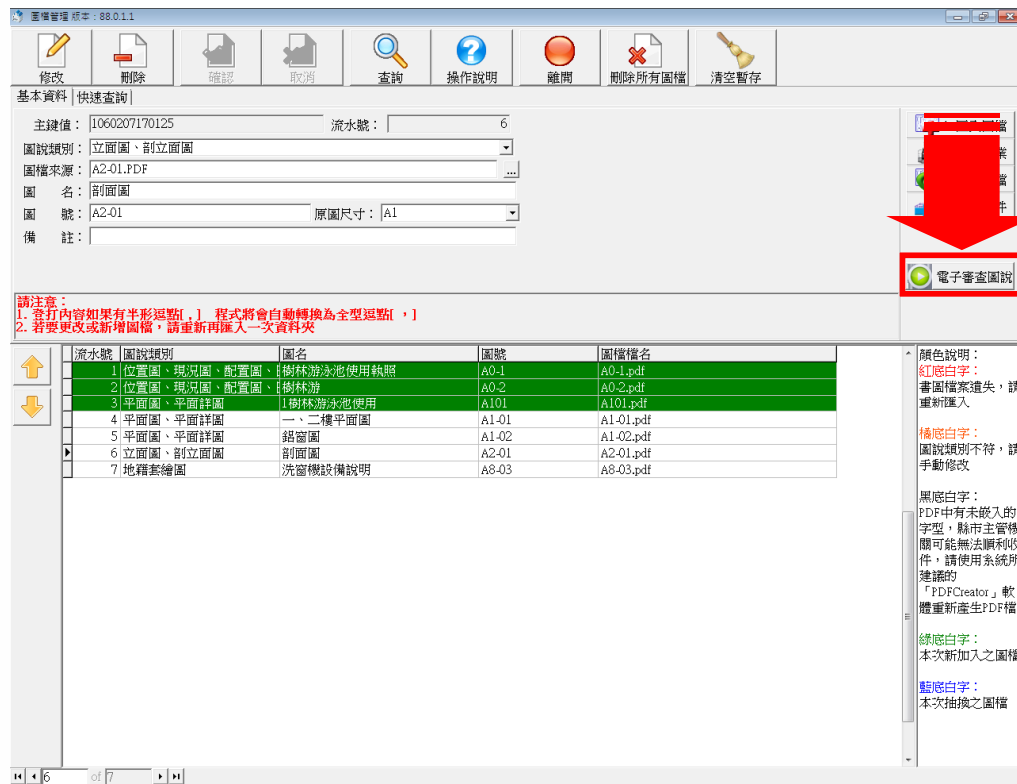 圖檔管理 版本：88.0.1.1
修改 刪除 確認 取消 查詢 操作說明 離開 刪除所有圖檔 清空暫存
基本資料 快速查詢
主鍵值： 1060207170125 流水號： 6
圖說類別： 立面圖、剖立面圖
圖檔來源： A2-01.PDF ...
圖 名： 剖面圖
圖 號： A2-01 原圖尺寸： A1
備 註：
檔
業
檔
件
電子審查圖說
請注意：
1. 登打內容如果有半形逗點[ , ] 程式將會自動轉換為全型逗點[ ， ]
2. 若要更改或新增圖檔，請重新再匯入一次資料夾
流水號 圖說類別 圖名 圖號 圖檔檔名
1 位置圖、現況圖、配置圖、 樹林游泳池使用執照 A0-1 A0-1.pdf
2 位置圖、現況圖、配置圖、 樹林游 A0-2 A0-2.pdf
3 平面圖、平面詳圖 1樹林游泳池使用 A101 A101.pdf
4 平面圖、平面詳圖 一、二樓平面圖 A1-01 A1-01.pdf
5 平面圖、平面詳圖 鋁窗圖 A1-02 A1-02.pdf
6 立面圖、剖立面圖 剖面圖 A2-01 A2-01.pdf
7 地籍套繪圖 洗窗機設備說明 A8-03 A8-03.pdf
顏色說明：
紅底白字：
書圖檔案遺失，請
重新匯入
橘底白字：
圖說類別不符，請
手動修改
黑底白字：
PDF中有未嵌入的
字型，縣市主管機
關可能無法順利收
件，請使用系統所
建議的
「PDFCreator」軟
體重新產生PDF檔
綠底白字：
本次新加入之圖檔
藍底白字：
本次抽換之圖檔
6 of 7